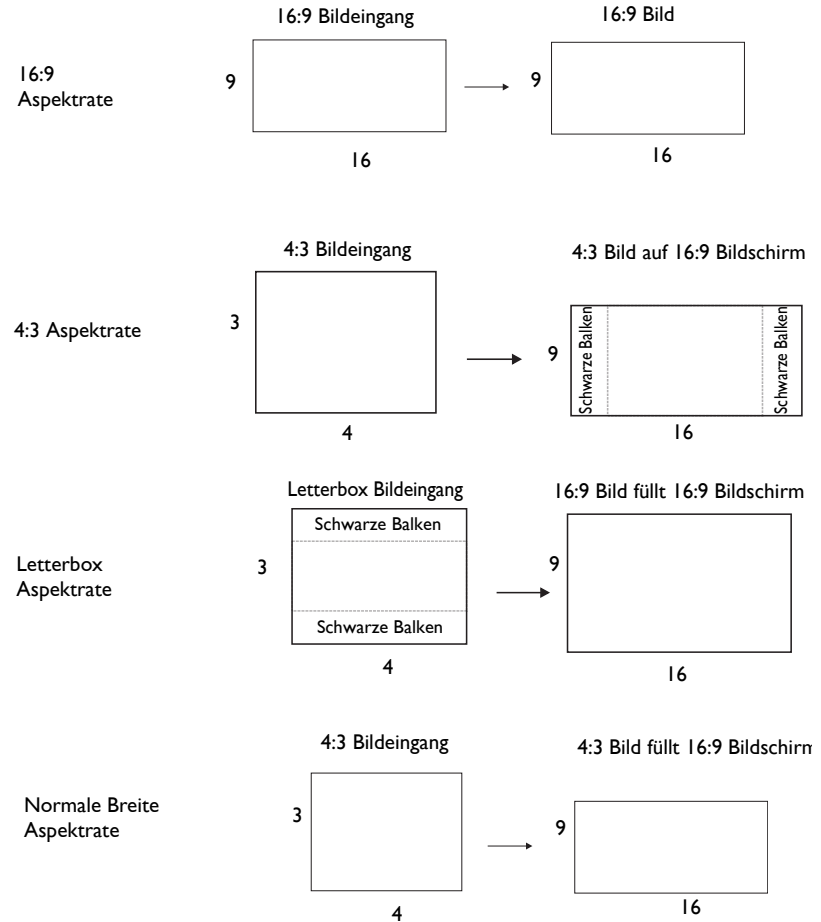 16:9 Bildeingang
16:9 Bild
16:9
Aspektrate
9
9
16
16
4:3 Bildeingang
4:3 Bild auf 16:9 Bildschirm
4:3 Aspektrate
3
9
Schwarze Balken
Schwarze Balken
4
16
Letterbox Bildeingang
16:9 Bild füllt 16:9 Bildschirm
Schwarze Balken
Letterbox
Aspektrate
3
9
Schwarze Balken
4
16
4:3 Bildeingang
4:3 Bild füllt 16:9 Bildschirm
Normale Breite
Aspektrate
3
9
4
16